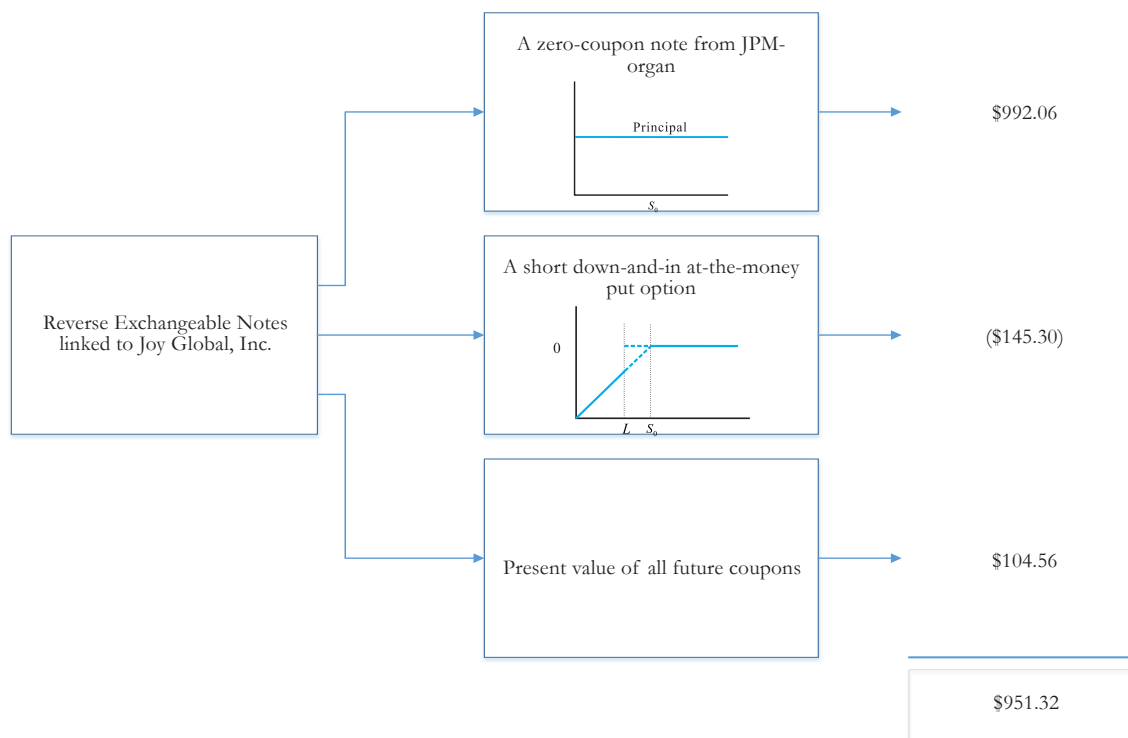 A zero-coupon note from JPM-
organ
Principal
S₀
$992.06
Reverse Exchangeable Notes
linked to Joy Global, Inc.
A short down-and-in at-the-money
put option
0
L S₀
($145.30)
Present value of all future coupons
$104.56
$951.32